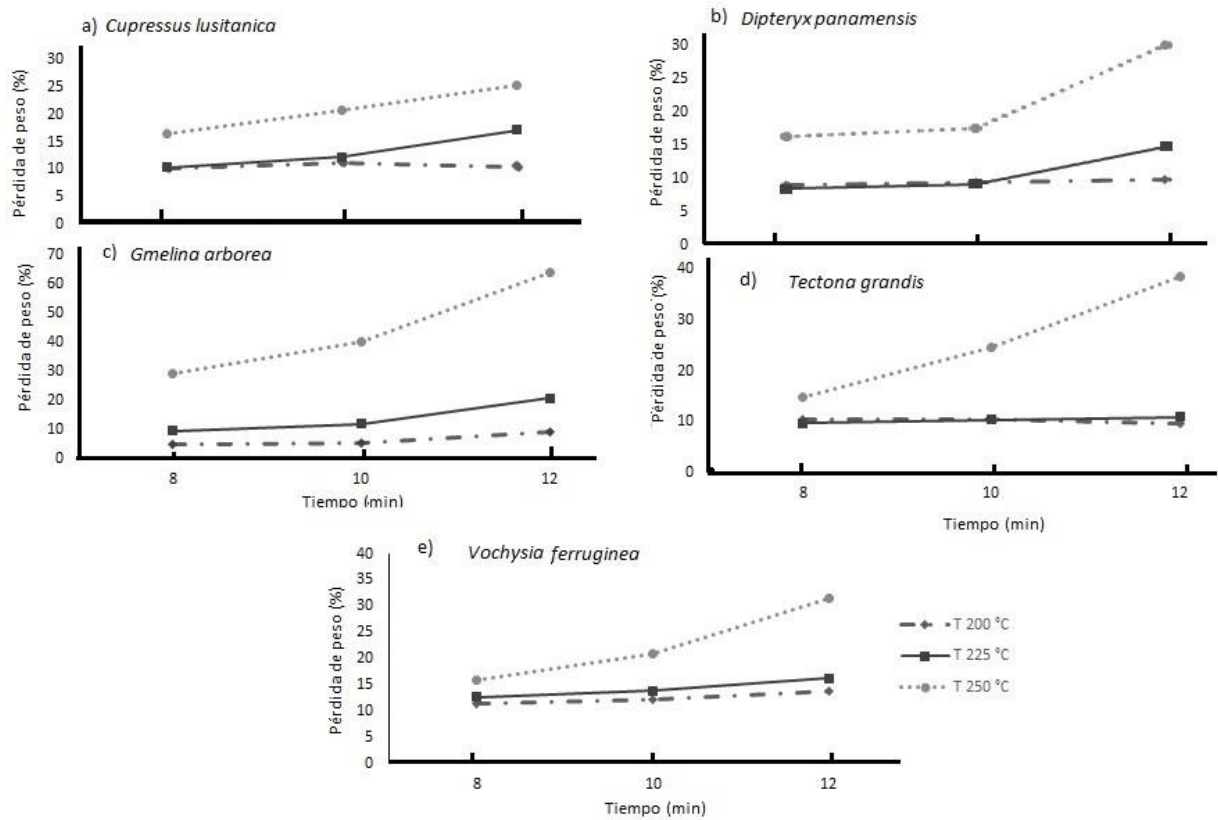 a) Cupressus lusitanica
Pérdida de peso (%)
30
25
20
15
10
5
0
b) Dipteryx panamensis
Pérdida de peso (%)
30
25
20
15
10
5
0
c) Gmelina arborea
Pérdida de peso (%)
70
60
50
40
30
20
10
0
8 10 12
Tiempo (min)
d) Tectona grandis
Pérdida de peso (%)
40
30
20
10
0
8 10 12
Tiempo (min)
e) Vochysia ferruginea
Pérdida de peso (%)
40
35
30
25
20
15
10
5
0
8 10 12
Tiempo (min)
T 200 °C
T 225 °C
T 250 °C